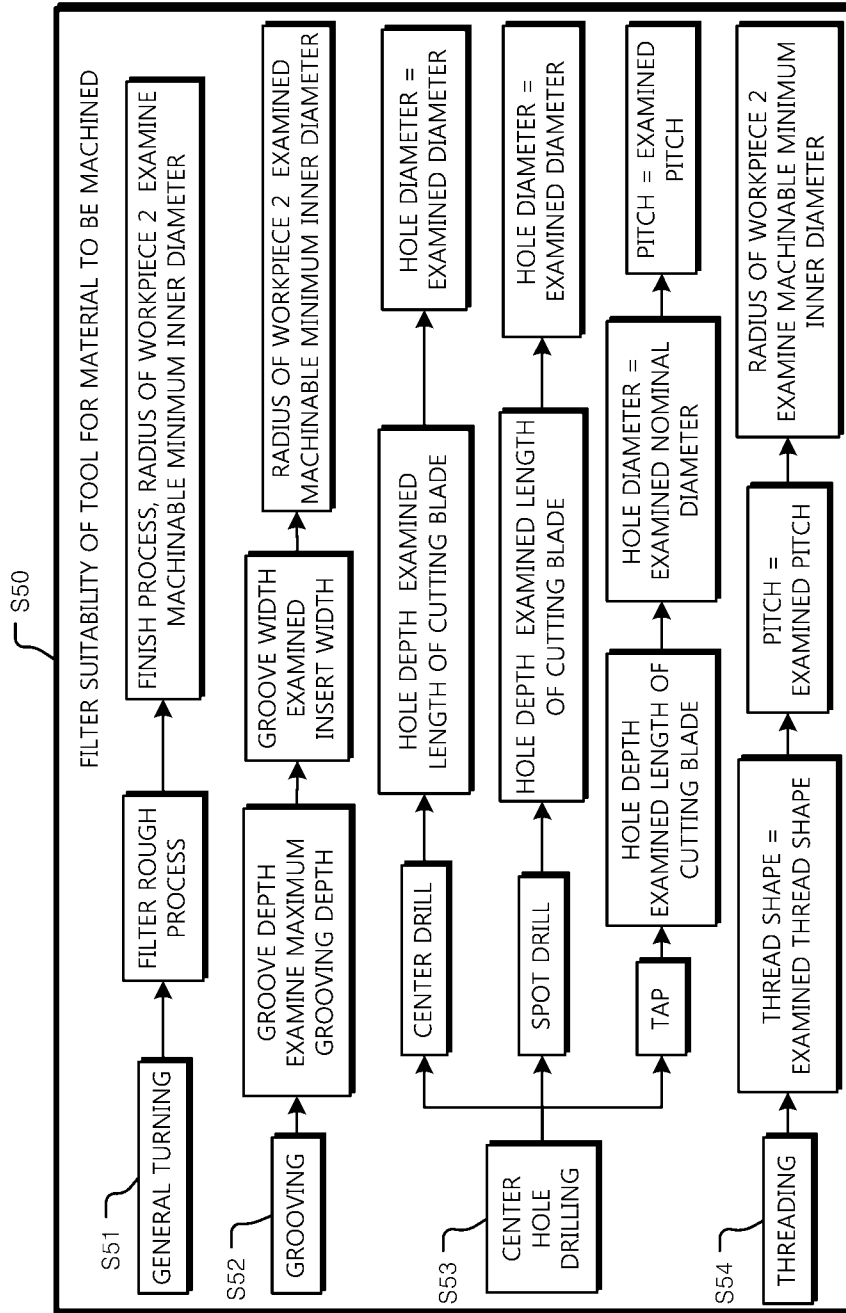 S50
FILTER SUITABILITY OF TOOL FOR MATERIAL TO BE MACHINED
S51
GENERAL TURNING
FILTER ROUGH
PROCESS
FINISH PROCESS, RADIUS OF WORKPIECE 2 EXAMINE
MACHINABLE MINIMUM INNER DIAMETER
S52
GROOVING
GROOVE DEPTH
EXAMINE MAXIMUM
GROOVING DEPTH
GROOVE WIDTH
EXAMINED
INSERT WIDTH
RADIUS OF WORKPIECE 2 EXAMINED
MACHINABLE MINIMUM INNER DIAMETER
S53
CENTER
HOLE
DRILLING
CENTER DRILL
HOLE DEPTH EXAMINED
LENGTH OF CUTTING BLADE
HOLE DIAMETER =
EXAMINED DIAMETER
SPOT DRILL
HOLE DEPTH EXAMINED LENGTH
OF CUTTING BLADE
HOLE DIAMETER =
EXAMINED DIAMETER
TAP
HOLE DEPTH
EXAMINED LENGTH OF
CUTTING BLADE
HOLE DIAMETER =
EXAMINED NOMINAL
DIAMETER
PITCH = EXAMINED
PITCH
S54
THREADING
THREAD SHAPE =
EXAMINED THREAD SHAPE
PITCH =
EXAMINED PITCH
RADIUS OF WORKPIECE 2
EXAMINE MACHINABLE MINIMUM
INNER DIAMETER